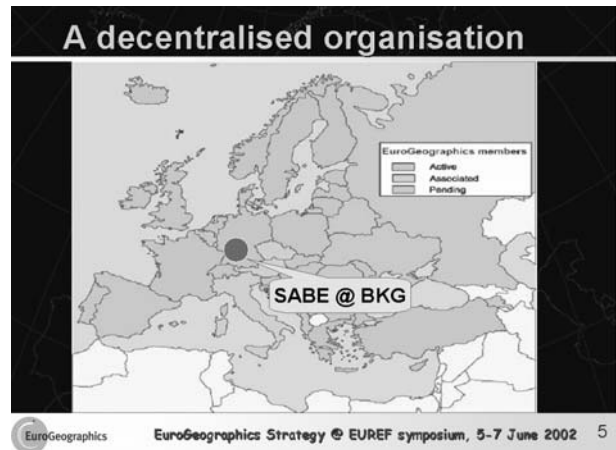 A decentralised organisation
EuroGeographics members
Active
Associated
Pending
SABE @ BKG
EuroGeographics
EuroGeographics Strategy @ EUREF symposium, 5-7 June 2002
5